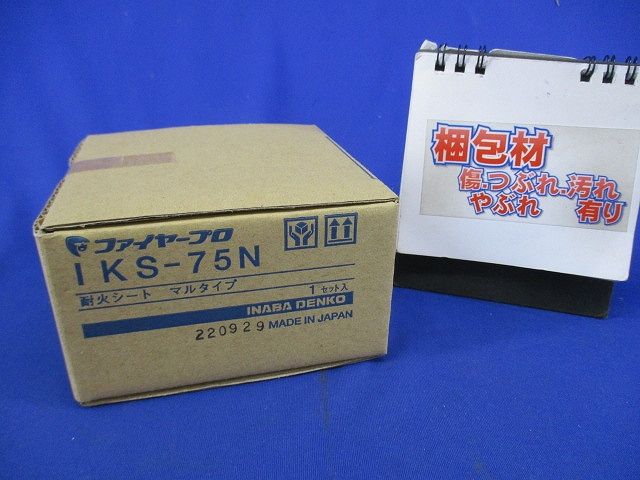 ファイヤープロ
IKS-75N
耐火シート マルタイプ
1セット入
INABA DENKO
220929 MADE IN JAPAN
梱包材
傷.つぶれ.汚れ
やぶれ 有り